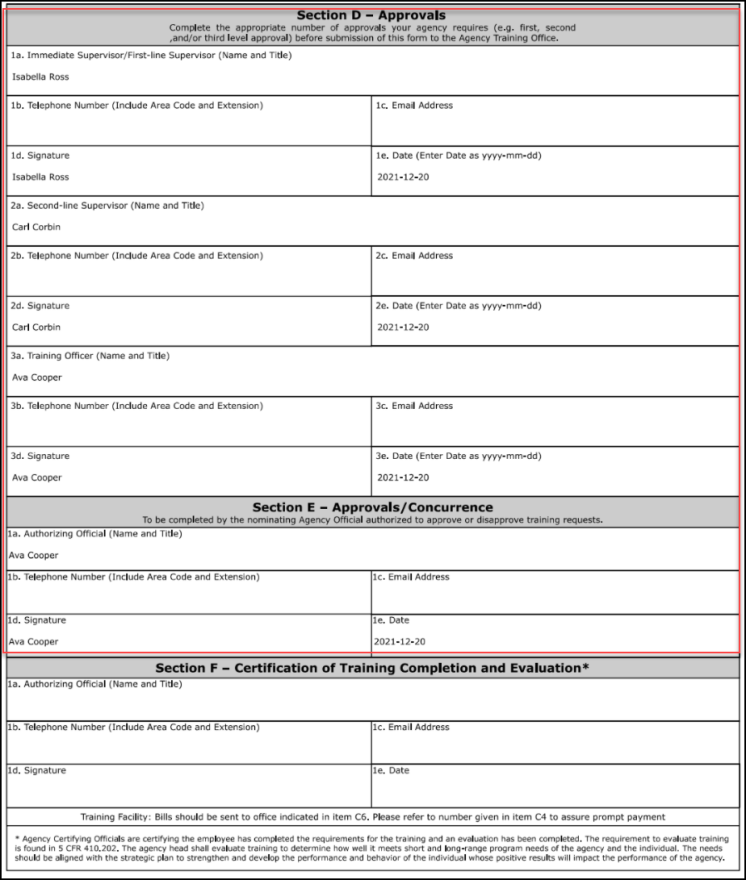 Section D – Approvals
Complete the appropriate number of approvals your agency requires (e.g. first, second
,and/or third level approval) before submission of this form to the Agency Training Office.
1a. Immediate Supervisor/First-line Supervisor (Name and Title)
Isabella Ross
1b. Telephone Number (Include Area Code and Extension)
1c. Email Address
1d. Signature
1e. Date (Enter Date as yyyy-mm-dd)
Isabella Ross
2021-12-20
2a. Second-line Supervisor (Name and Title)
Carl Corbin
2b. Telephone Number (Include Area Code and Extension)
2c. Email Address
2d. Signature
2e. Date (Enter Date as yyyy-mm-dd)
Carl Corbin
2021-12-20
3a. Training Officer (Name and Title)
Ava Cooper
3b. Telephone Number (Include Area Code and Extension)
3c. Email Address
3d. Signature
3e. Date (Enter Date as yyyy-mm-dd)
Ava Cooper
2021-12-20
Section E – Approvals/Concurrence
To be completed by the nominating Agency Official authorized to approve or disapprove training requests.
1a. Authorizing Official (Name and Title)
Ava Cooper
1b. Telephone Number (Include Area Code and Extension)
1c. Email Address
1d. Signature
1e. Date
Ava Cooper
2021-12-20
Section F – Certification of Training Completion and Evaluation*
1a. Authorizing Official (Name and Title)
1b. Telephone Number (Include Area Code and Extension)
1c. Email Address
1d. Signature
1e. Date
Training Facility: Bills should be sent to office indicated in item C6. Please refer to number given in item C4 to assure prompt payment
* Agency Certifying Officials are certifying the employee has completed the requirements for the training and an evaluation has been completed. The requirement to evaluate training
is found in 5 CFR 410.202. The agency head shall evaluate training to determine how well it meets short and long-range program needs of the agency and the individual. The needs
should be aligned with the strategic plan to strengthen and develop the performance and behavior of the individual whose positive results will impact the performance of the agency.